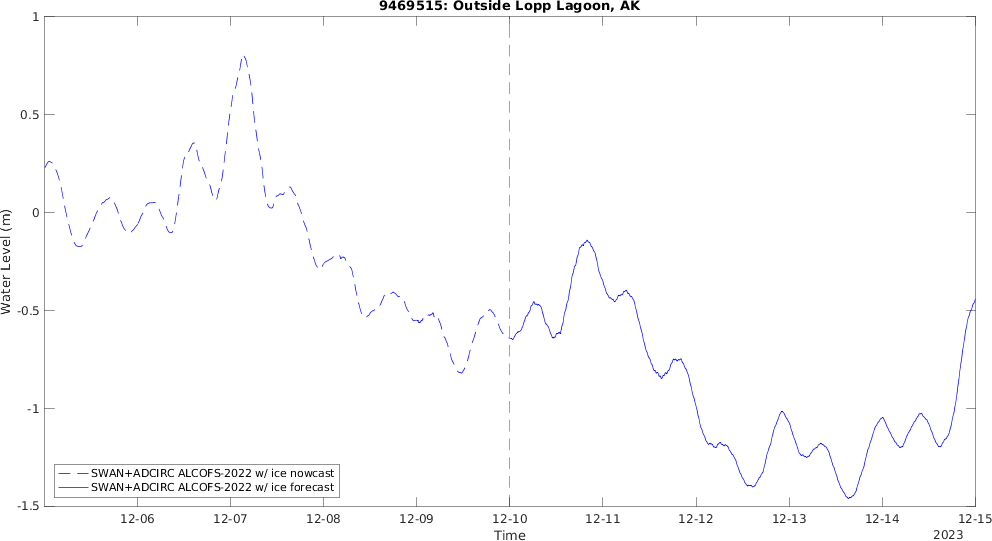 9469515: Outside Lopp Lagoon, AK
Water Level (m)
1
0.5
0
-0.5
-1
-1.5
SWAN+ADCIRC ALCOFS-2022 w/ ice nowcast
SWAN+ADCIRC ALCOFS-2022 w/ ice forecast
12-06 12-07 12-08 12-09 12-10 12-11 12-12 12-13 12-14 12-15
Time
2023